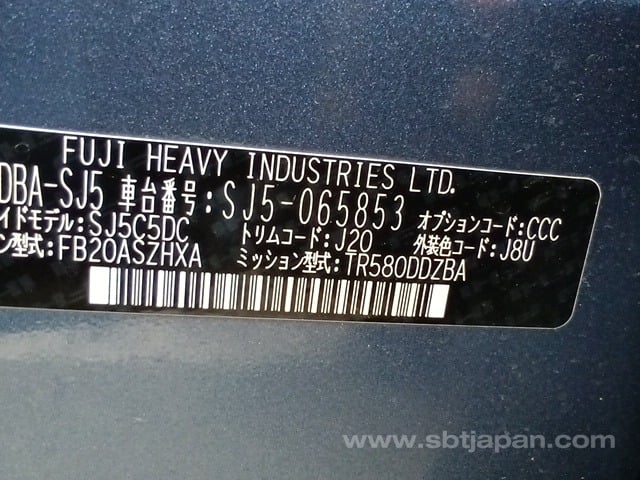 FUJI HEAVY INDUSTRIES LTD.
DBA-SJ5 車台番号: SJ5-065853 オプションコード: CCC
イドモデル: SJ5C5DC トリムコード: J20 外装色コード: J8U
ン型式: FB20ASZHXA ミッション型式: TR580DDZBA
www.sbtjapan.com